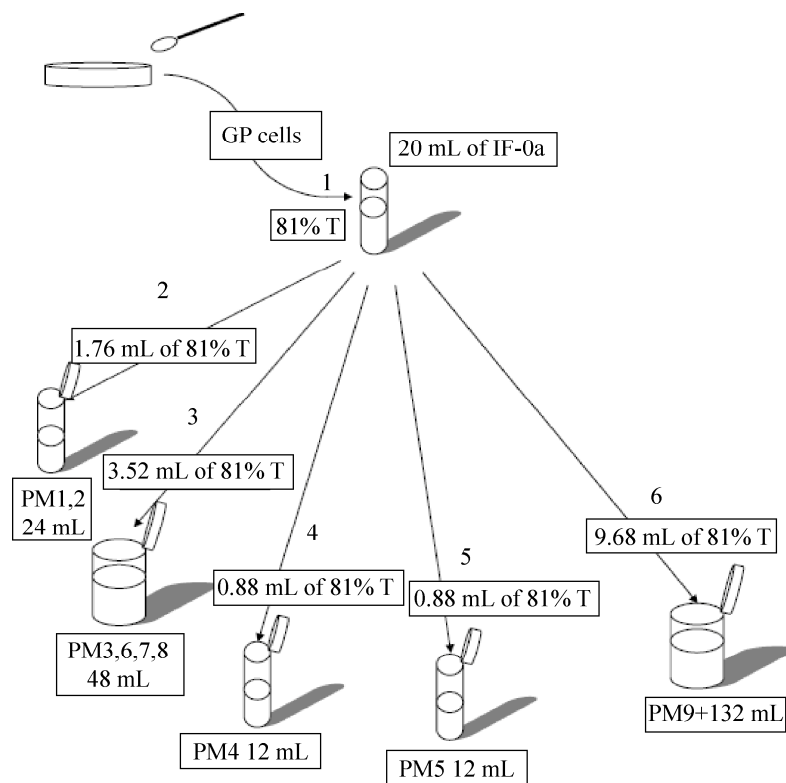 GP cells
20 mL of IF-0a
1
81% T
2
1.76 mL of 81% T
3
3.52 mL of 81% T
PM1,2
24 mL
4
0.88 mL of 81% T
5
0.88 mL of 81% T
6
9.68 mL of 81% T
PM3,6,7,8
48 mL
PM4 12 mL
PM5 12 mL
PM9+132 mL